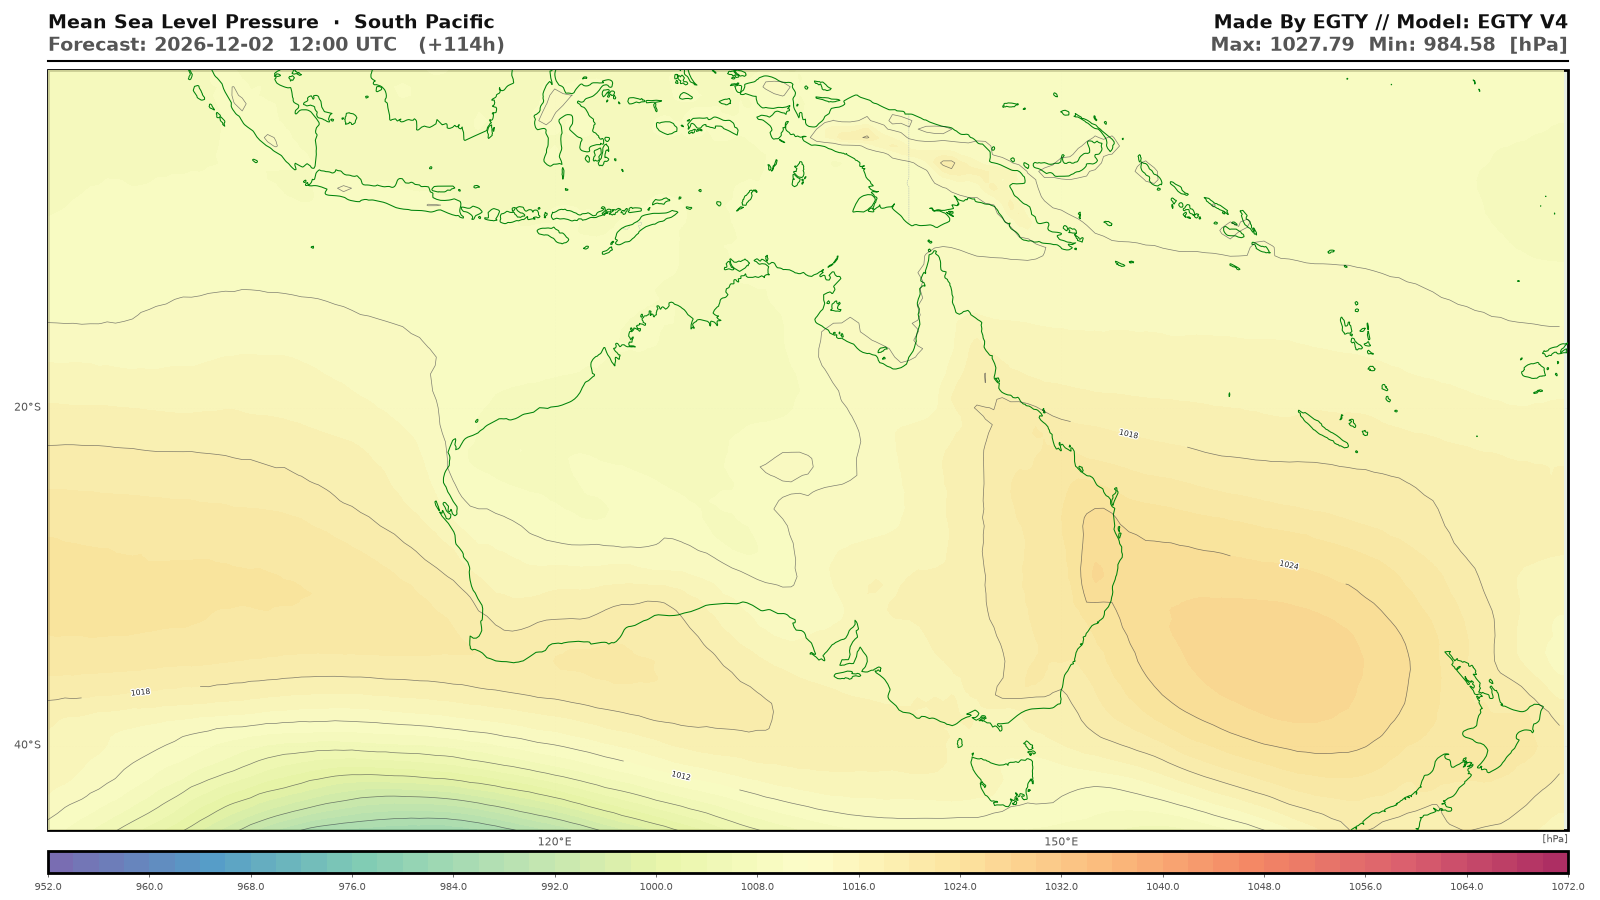 Mean Sea Level Pressure · South Pacific
Made By EGTY // Model: EGTY V4
Forecast: 2026-12-02 12:00 UTC (+114h)
Max: 1027.79 Min: 984.58 [hPa]
20°S
1018
1024
1018
40°S
1012
120°E
150°E
[hPa]
952.0 960.0 968.0 976.0 984.0 992.0 1000.0 1008.0 1016.0 1024.0 1032.0 1040.0 1048.0 1056.0 1064.0 1072.0